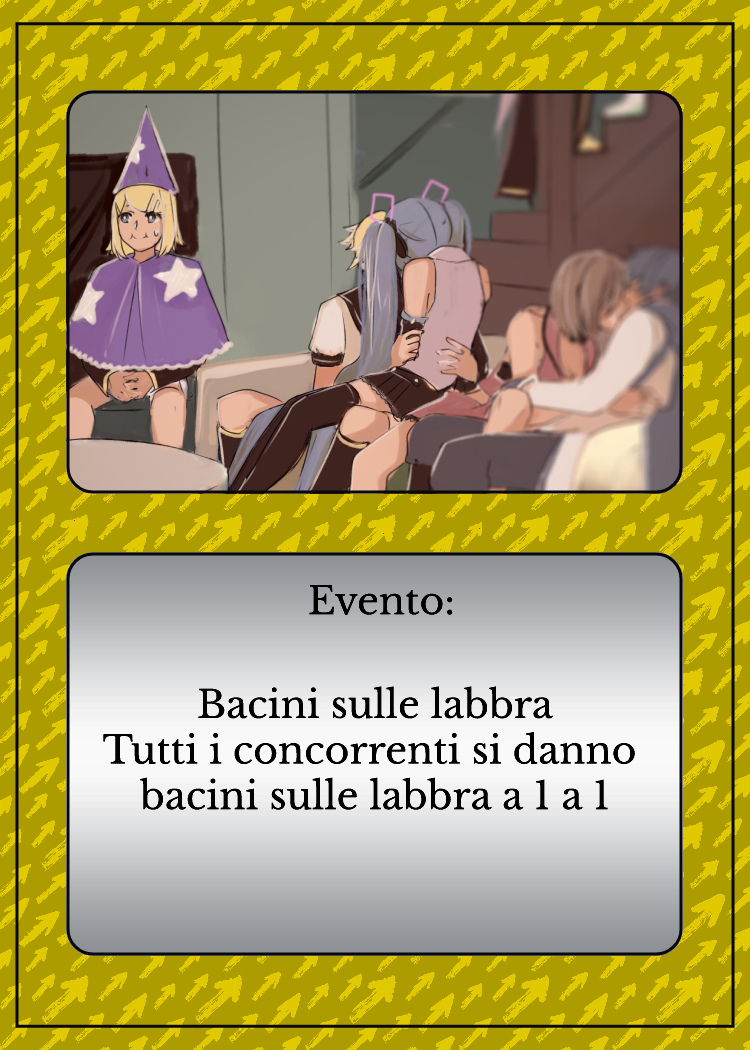 Evento:
Bacini sulle labbra
Tutti i concorrenti si danno
bacini sulle labbra a 1 a 1